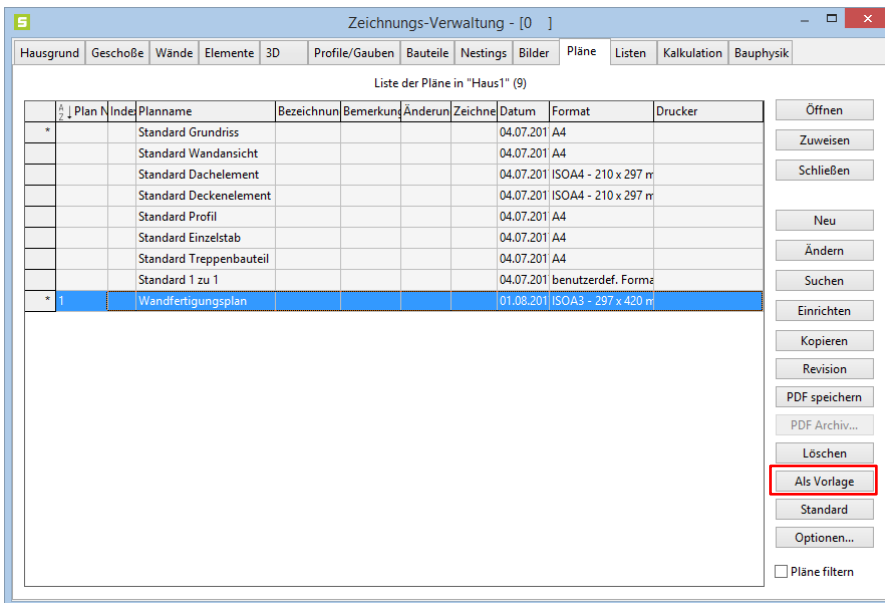 S Zeichnungs-Verwaltung - [0 ]
Hausgrund Geschoße Wände Elemente 3D Profile/Gauben Bauteile Nestings Bilder Pläne Listen Kalkulation Bauphysik
Liste der Pläne in "Haus1" (9)
Plan N Index Planname Bezeichnun Bemerkung Änderun Zeichne Datum Format Drucker
* Standard Grundriss 04.07.201 A4
Standard Wandansicht 04.07.201 A4
Standard Dachelement 04.07.201 ISOA4 - 210 x 297 m
Standard Deckenelement 04.07.201 ISOA4 - 210 x 297 m
Standard Profil 04.07.201 A4
Standard Einzelstab 04.07.201 A4
Standard Treppenbauteil 04.07.201 A4
Standard 1 zu 1 04.07.201 benutzerdef. Forma
* 1 Wandfertigungsplan 01.08.201 ISOA3 - 297 x 420 m
Öffnen
Zuweisen
Schließen
Neu
Ändern
Suchen
Einrichten
Kopieren
Revision
PDF speichern
PDF Archiv...
Löschen
Als Vorlage
Standard
Optionen...
Pläne filtern